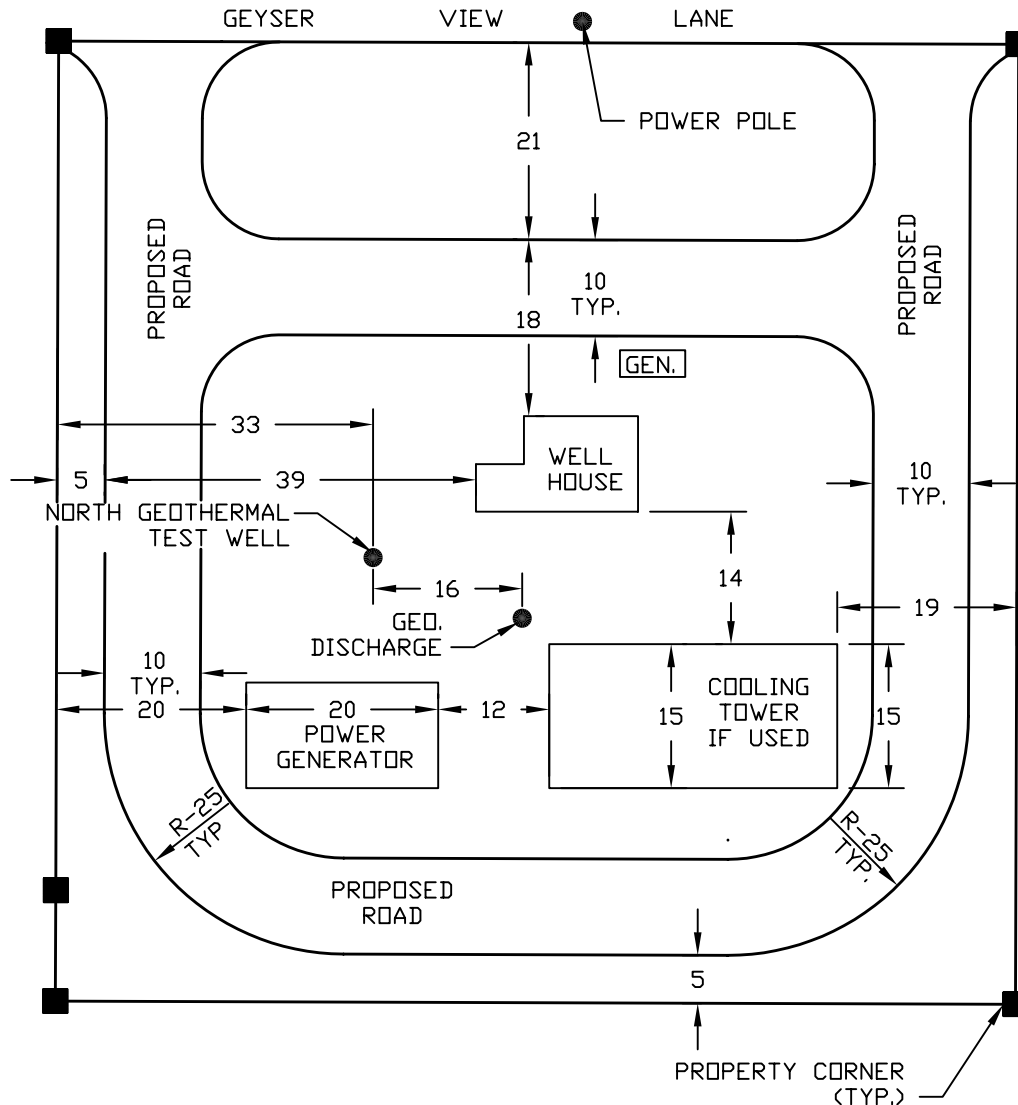 GEYSER VIEW LANE
POWER POLE
21
PROPOSED
ROAD
PROPOSED
ROAD
10
TYP.
18
GEN.
33
WELL
HOUSE
5
39
10
TYP.
NORTH GEOTHERMAL
TEST WELL
14
16
19
GEO.
DISCHARGE
10
TYP.
20
20
POWER
GENERATOR
12
15
COOLING
TOWER
IF USED
15
R-25
TYP
R-25
TYP.
PROPOSED
ROAD
5
PROPERTY CORNER
(TYP.)